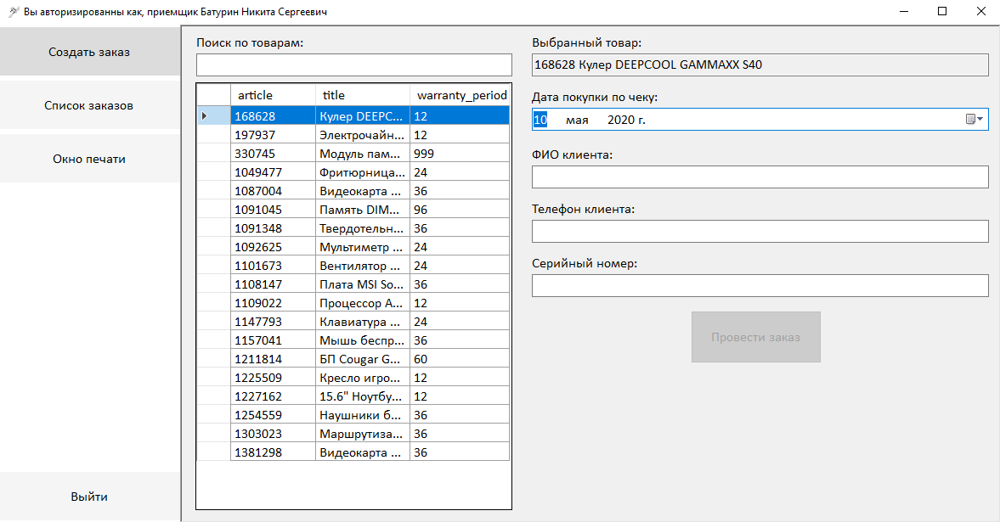 Вы авторизированны как, приемщик Батурин Никита Сергеевич
Создать заказ
Список заказов
Окно печати
Выйти
Поиск по товарам:
article title warranty_period
168628 Кулер DEEPC... 12
197937 Электрочайн... 12
330745 Модуль пам... 999
1049477 Фритюрница... 24
1087004 Видеокарта ... 36
1091045 Память DIM... 96
1091348 Твердотельн... 36
1092625 Мультиметр ... 24
1101673 Вентилятор ... 24
1108147 Плата MSI So... 36
1109022 Процессор A... 12
1147793 Клавиатура ... 24
1157041 Мышь беспр... 36
1211814 БП Cougar G... 60
1225509 Кресло игро... 12
1227162 15.6" Ноутбу... 12
1254559 Наушники б... 36
1303023 Маршрутиза... 36
1381298 Видеокарта ... 36
Выбранный товар:
168628 Кулер DEEPCOOL GAMMAXX S40
Дата покупки по чеку:
10 мая 2020 г.
ФИО клиента:
Телефон клиента:
Серийный номер:
Провести заказ